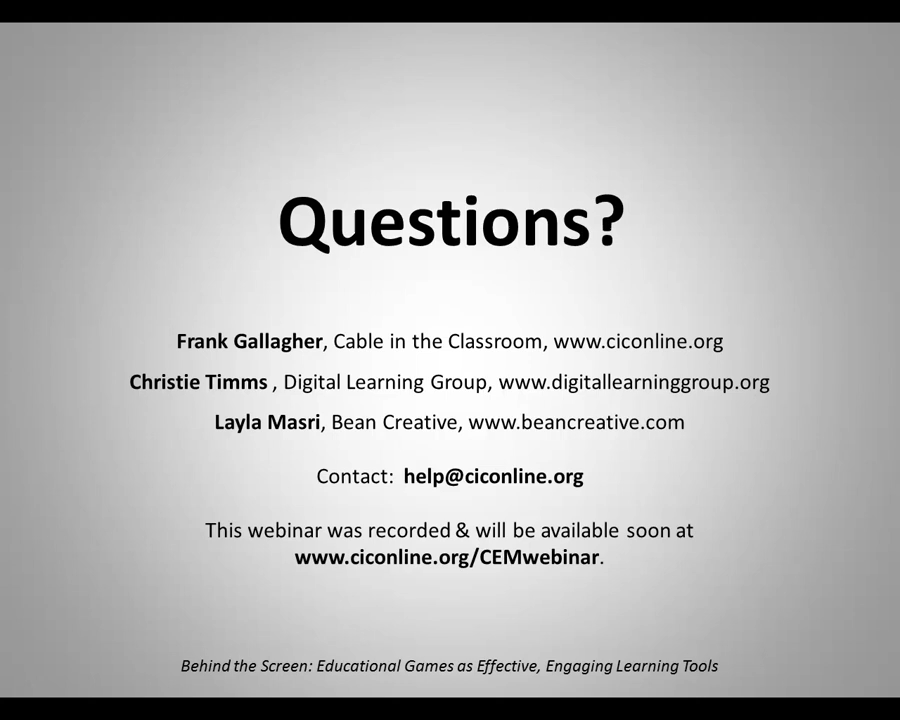 Questions?
Frank Gallagher, Cable in the Classroom, www.ciconline.org
Christie Timms , Digital Learning Group, www.digitallearninggroup.org
Layla Masri, Bean Creative, www.beancreative.com
Contact: help@ciconline.org
This webinar was recorded & will be available soon at
www.ciconline.org/CEMwebinar.
Behind the Screen: Educational Games as Effective, Engaging Learning Tools